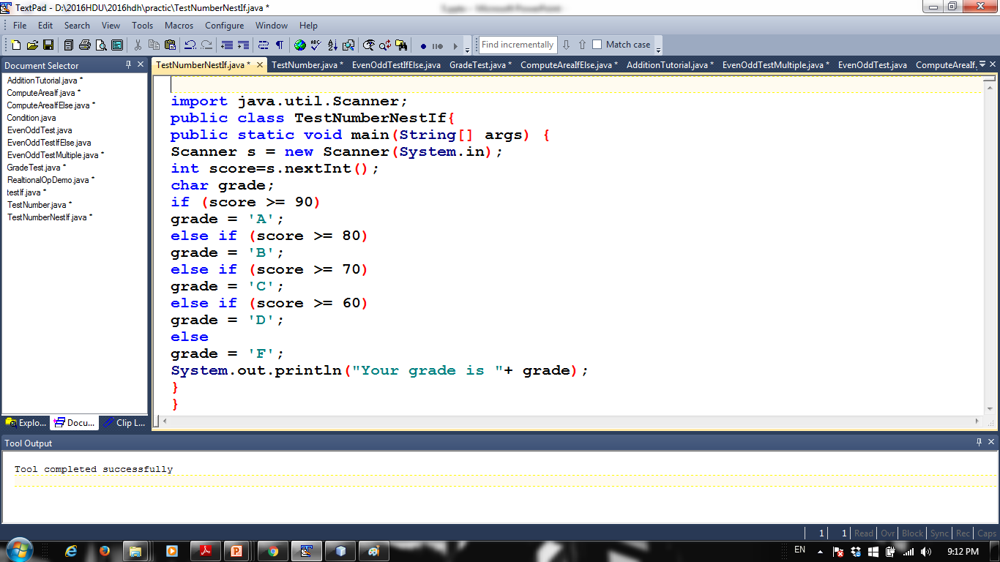 TextPad - D:\2016HDU\2016hdh\practic\TestNumberNestIf.java *
5.pptx - Microsoft PowerPoint
File Edit Search View Tools Macros Configure Window Help
Find incrementally Match case
Document Selector
TestNumberNestIf.java * TestNumber.java * EvenOddTestIfElse.java GradeTest.java * ComputeAreaIfElse.java * AdditionTutorial.java * EvenOddTestMultiple.java * EvenOddTest.java ComputeAreaIf.
AdditionTutorial.java *
ComputeAreaIf.java *
ComputeAreaIfElse.java *
Condition.java
EvenOddTest.java
EvenOddTestIfElse.java
EvenOddTestMultiple.java *
GradeTest.java *
RealtionalOpDemo.java *
testIf.java *
TestNumber.java *
TestNumberNestIf.java *
import java.util.Scanner;
public class TestNumberNestIf{
public static void main(String[] args) {
Scanner s = new Scanner(System.in);
int score=s.nextInt();
char grade;
if (score >= 90)
grade = 'A';
else if (score >= 80)
grade = 'B';
else if (score >= 70)
grade = 'C';
else if (score >= 60)
grade = 'D';
else
grade = 'F';
System.out.println("Your grade is "+ grade);
}
}
Explo... Docu... Clip L...
Tool Output
Tool completed successfully
1 1 Read Ovr Block Sync Rec Caps
EN 9:12 PM